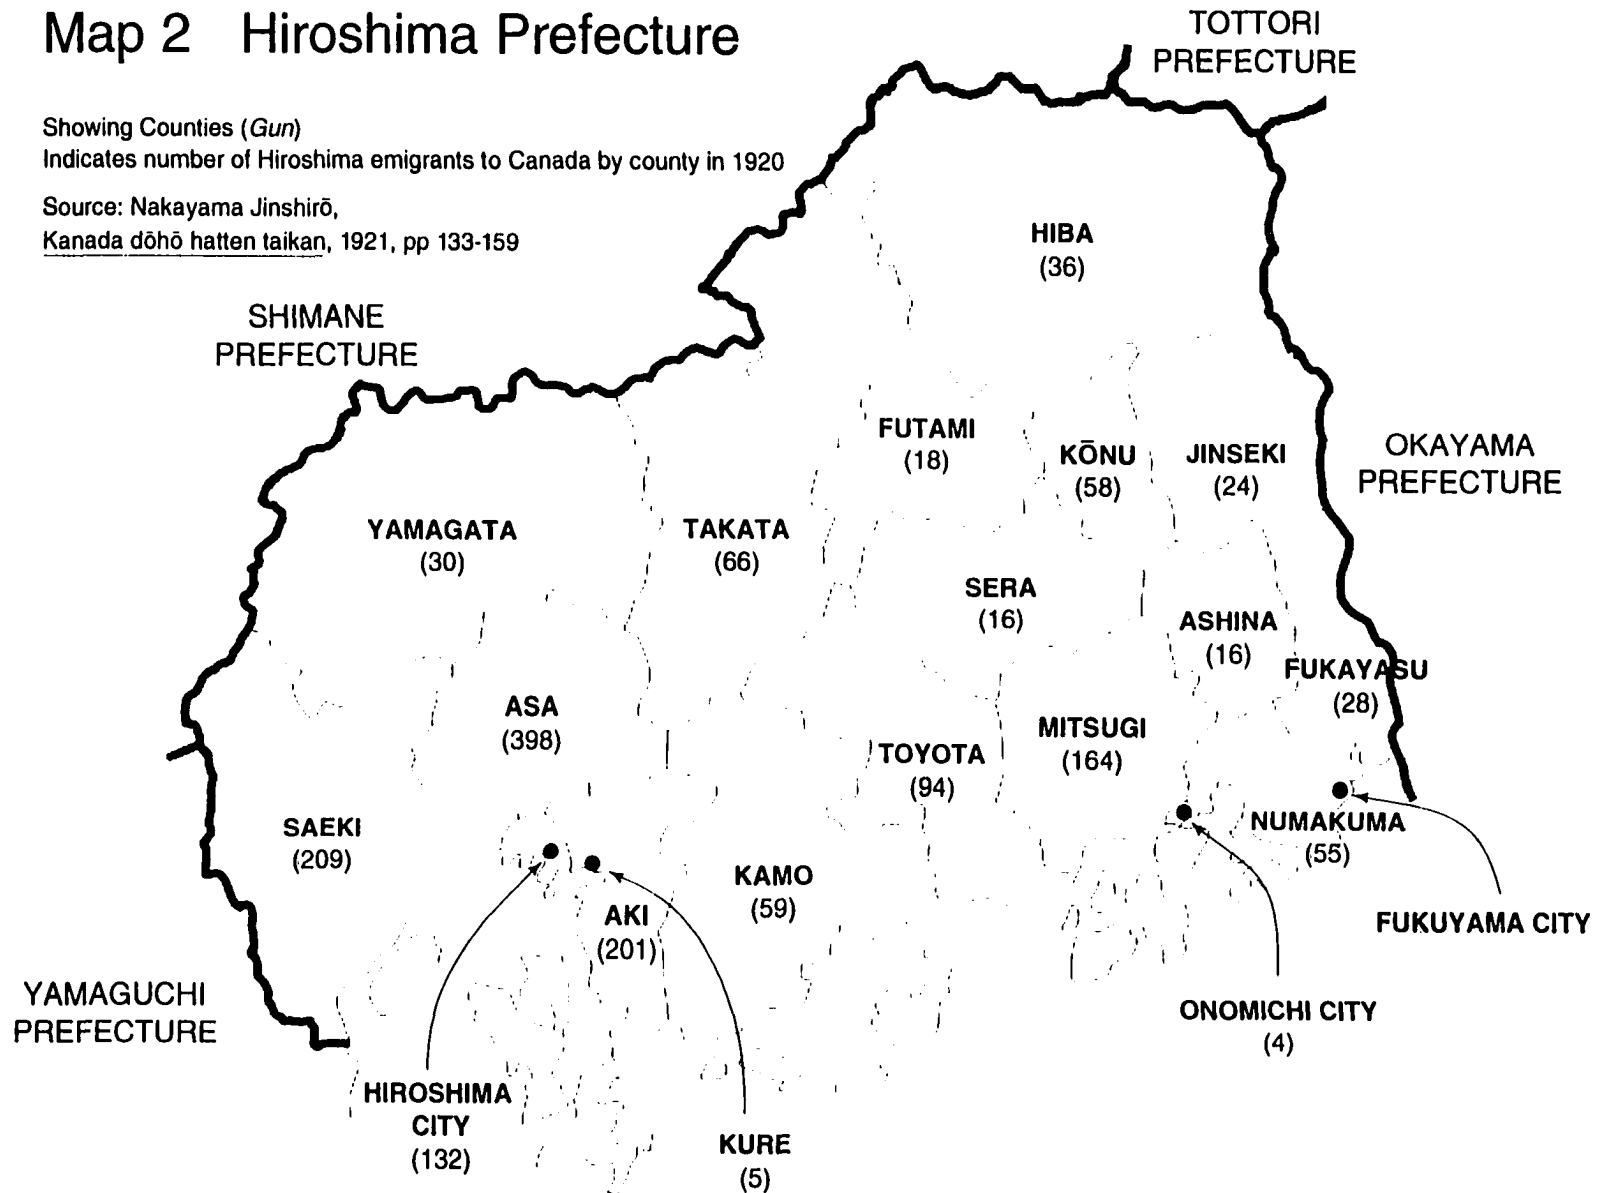 Map 2 Hiroshima Prefecture
Showing Counties (Gun)
Indicates number of Hiroshima emigrants to Canada by county in 1920
Source: Nakayama Jinshirō,
Kanada dōhō hatten taikan, 1921, pp 133-159
TOTTORI
PREFECTURE
SHIMANE
PREFECTURE
OKAYAMA
PREFECTURE
YAMAGUCHI
PREFECTURE
HIBA
(36)
FUTAMI
(18)
KŌNU
(58)
JINSEKI
(24)
YAMAGATA
(30)
TAKATA
(66)
SERA
(16)
ASHINA
(16)
FUKAYASU
(28)
ASA
(398)
MITSUGI
(164)
TOYOTA
(94)
SAEKI
(209)
NUMAKUMA
(55)
KAMO
(59)
AKI
(201)
FUKUYAMA CITY
ONOMICHI CITY
(4)
HIROSHIMA
CITY
(132)
KURE
(5)